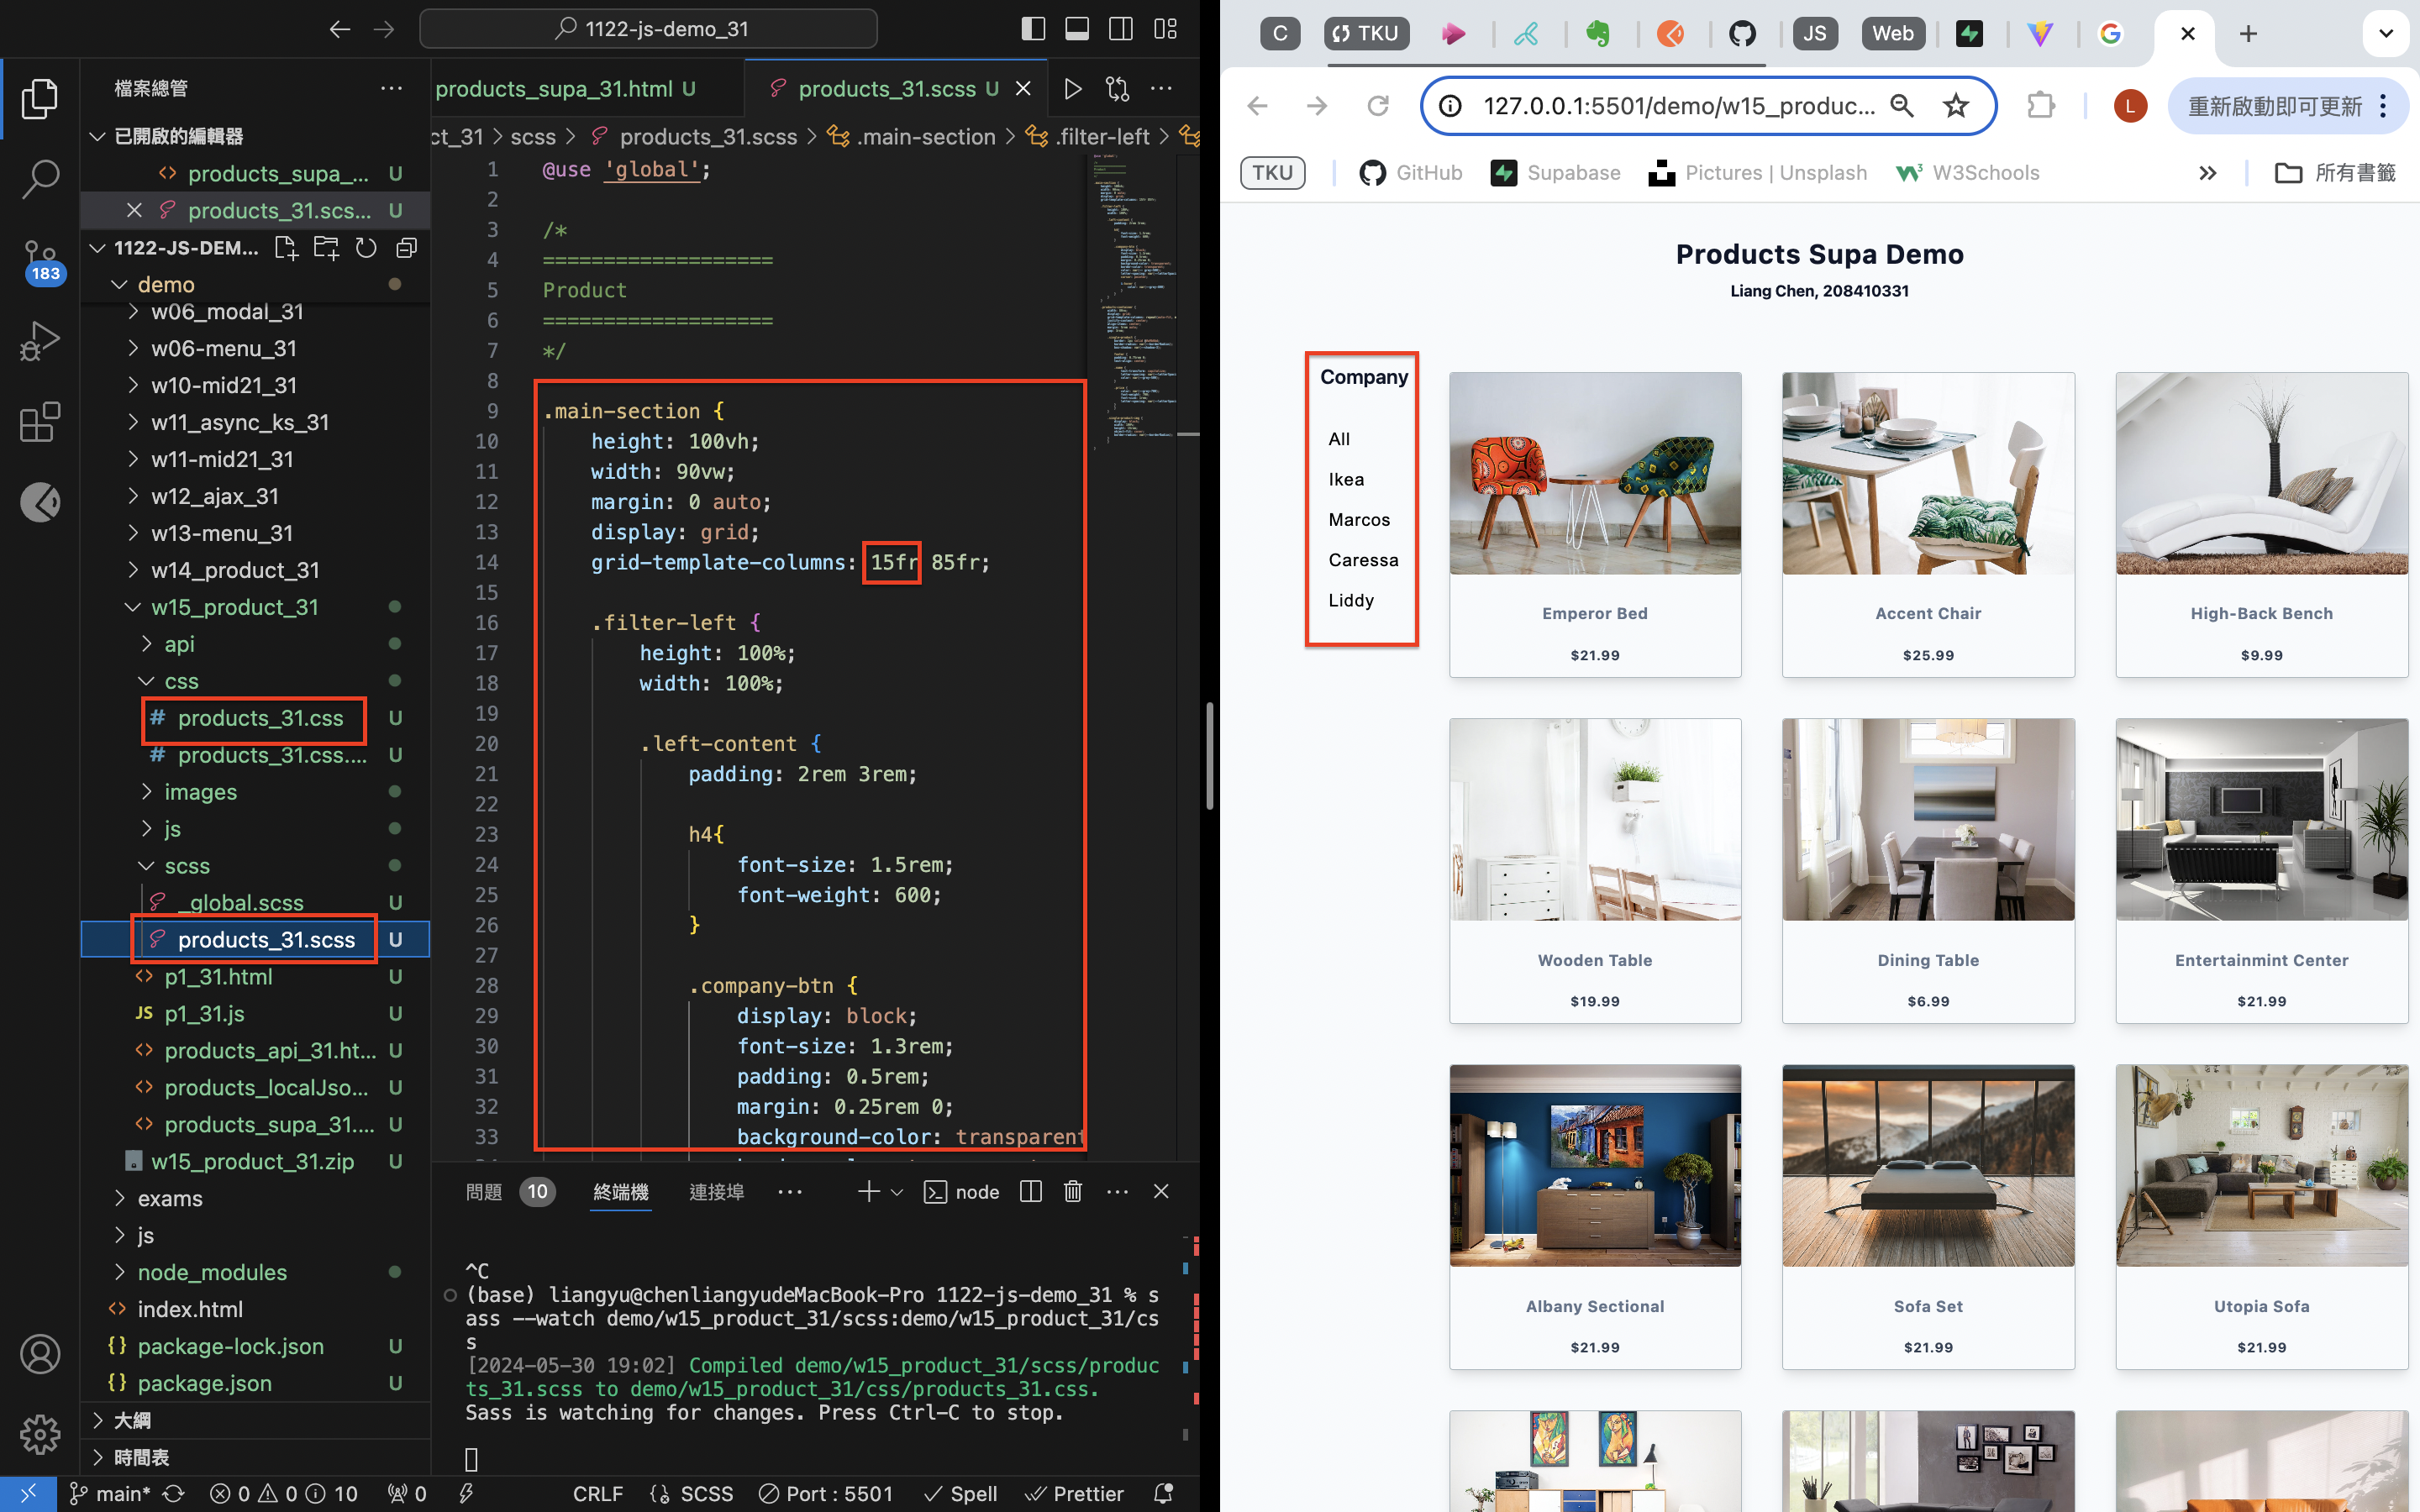 1122-js-demo_31
檔案總管
已開啟的編輯器
products_supa_... U
products_31.scs... U
1122-JS-DEM...
183
demo
w06_modal_31
w06-menu_31
w10-mid21_31
w11_async_ks_31
w11-mid21_31
w12_ajax_31
w13-menu_31
w14_product_31
w15_product_31
api
css
# products_31.css U
# products_31.css.... U
images
js
scss
_global.scss U
products_31.scss U
<> p1_31.html U
JS p1_31.js U
<> products_api_31.ht... U
<> products_localJso... U
<> products_supa_31.... U
w15_product_31.zip U
exams
js
node_modules
<> index.html
{} package-lock.json U
{} package.json U
大綱
時間表
products_supa_31.html U
products_31.scss U
ct_31 > scss > products_31.scss > .main-section > .filter-left >
1 @use 'global';
2
3 /*
4 ===================
5 Product
6 ===================
7 */
8
9 .main-section {
10 height: 100vh;
11 width: 90vw;
12 margin: 0 auto;
13 display: grid;
14 grid-template-columns: 15fr 85fr;
15
16 .filter-left {
17 height: 100%;
18 width: 100%;
19
20 .left-content {
21 padding: 2rem 3rem;
22
23 h4{
24 font-size: 1.5rem;
25 font-weight: 600;
26 }
27
28 .company-btn {
29 display: block;
30 font-size: 1.3rem;
31 padding: 0.5rem;
32 margin: 0.25rem 0;
33 background-color: transparent
問題 10 終端機 連接埠 ... node
^C
(base) liangyu@chenliangyudeMacBook-Pro 1122-js-demo_31 % s
ass --watch demo/w15_product_31/scss:demo/w15_product_31/cs
s
[2024-05-30 19:02] Compiled demo/w15_product_31/scss/produc
ts_31.scss to demo/w15_product_31/css/products_31.css.
Sass is watching for changes. Press Ctrl-C to stop.
main* 0 0 10 0 CRLF {} SCSS Port : 5501 Spell Prettier
C TKU JS Web
127.0.0.1:5501/demo/w15_produc... L 重新啟動即可更新
TKU GitHub Supabase Pictures | Unsplash W3Schools 所有書籤
Products Supa Demo
Liang Chen, 208410331
Company
All
Ikea
Marcos
Caressa
Liddy
Emperor Bed
$21.99
Accent Chair
$25.99
High-Back Bench
$9.99
Wooden Table
$19.99
Dining Table
$6.99
Entertainmint Center
$21.99
Albany Sectional
$21.99
Sofa Set
$21.99
Utopia Sofa
$21.99